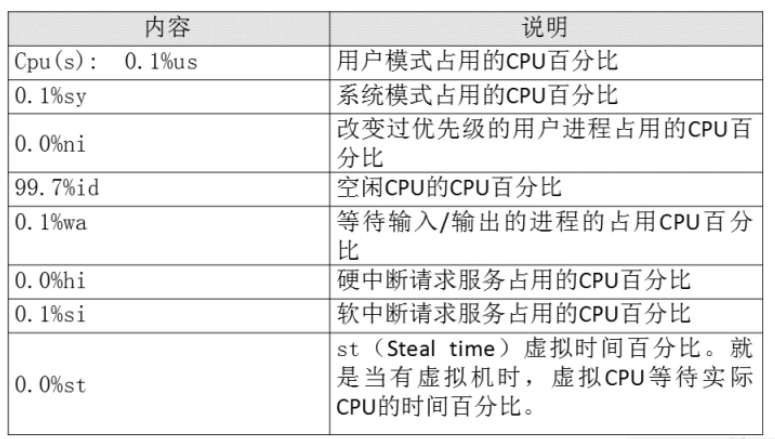 内容 说明
Cpu(s): 0.1%us 用户模式占用的CPU百分比
0.1%sy 系统模式占用的CPU百分比
0.0%ni 改变过优先级的用户进程占用的CPU百
分比
99.7%id 空闲CPU的CPU百分比
0.1%wa 等待输入/输出的进程的占用CPU百分
比
0.0%hi 硬中断请求服务占用的CPU百分比
0.1%si 软中断请求服务占用的CPU百分比
0.0%st st（Steal time）虚拟时间百分比。就
是当有虚拟机时，虚拟CPU等待实际
CPU的时间百分比。